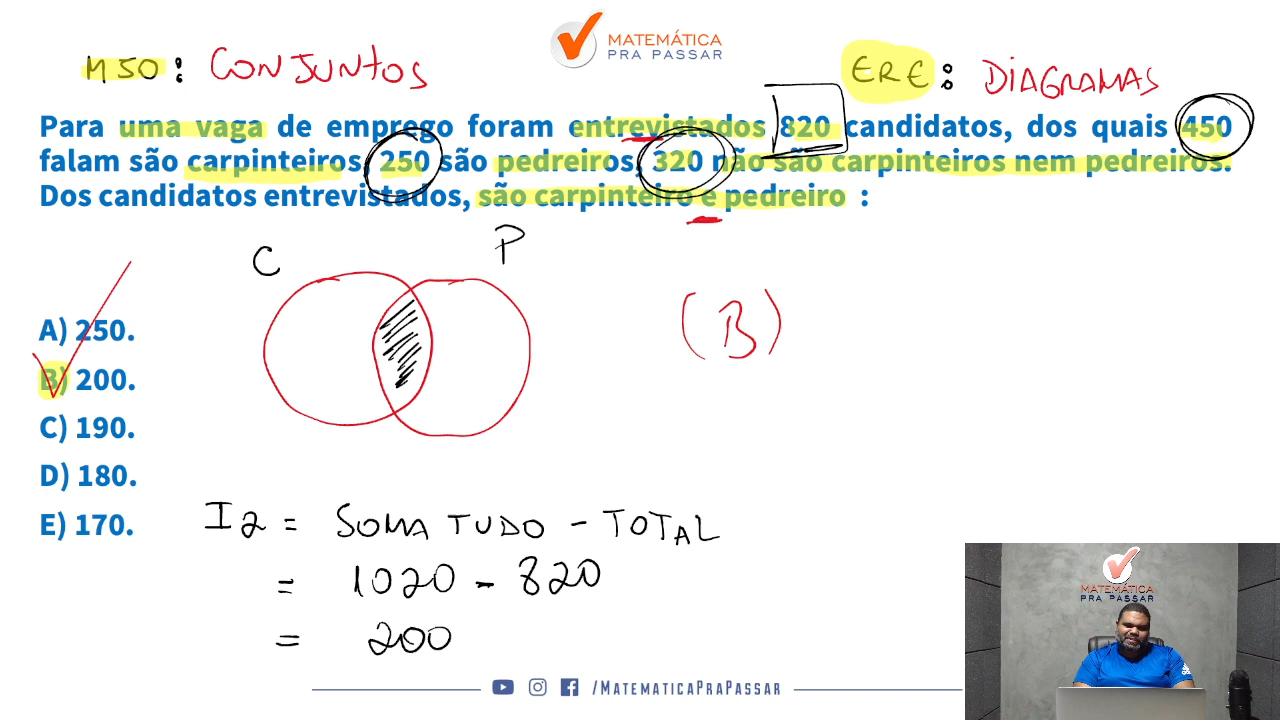 MATEMÁTICA
PRA PASSAR
M50 : CONJUNTOS
ERE : DIAGRAMAS
Para uma vaga de emprego foram entrevistados 820 candidatos, dos quais 450
falam são carpinteiros, 250 são pedreiros, 320 não são carpinteiros nem pedreiros.
Dos candidatos entrevistados, são carpinteiro e pedreiro :
C
P
(B)
A) 250.
B) 200.
C) 190.
D) 180.
E) 170.
I2 = SOMA TUDO - TOTAL
= 1020 - 820
= 200
MATEMÁTICA
PRA PASSAR
/MATEMATICAPRAPASSAR